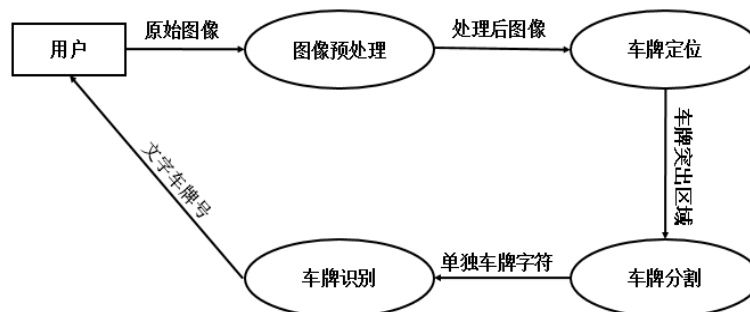 用户
原始图像
图像预处理
处理后图像
车牌定位
车牌突出区域
车牌分割
单独车牌字符
车牌识别
文字车牌号